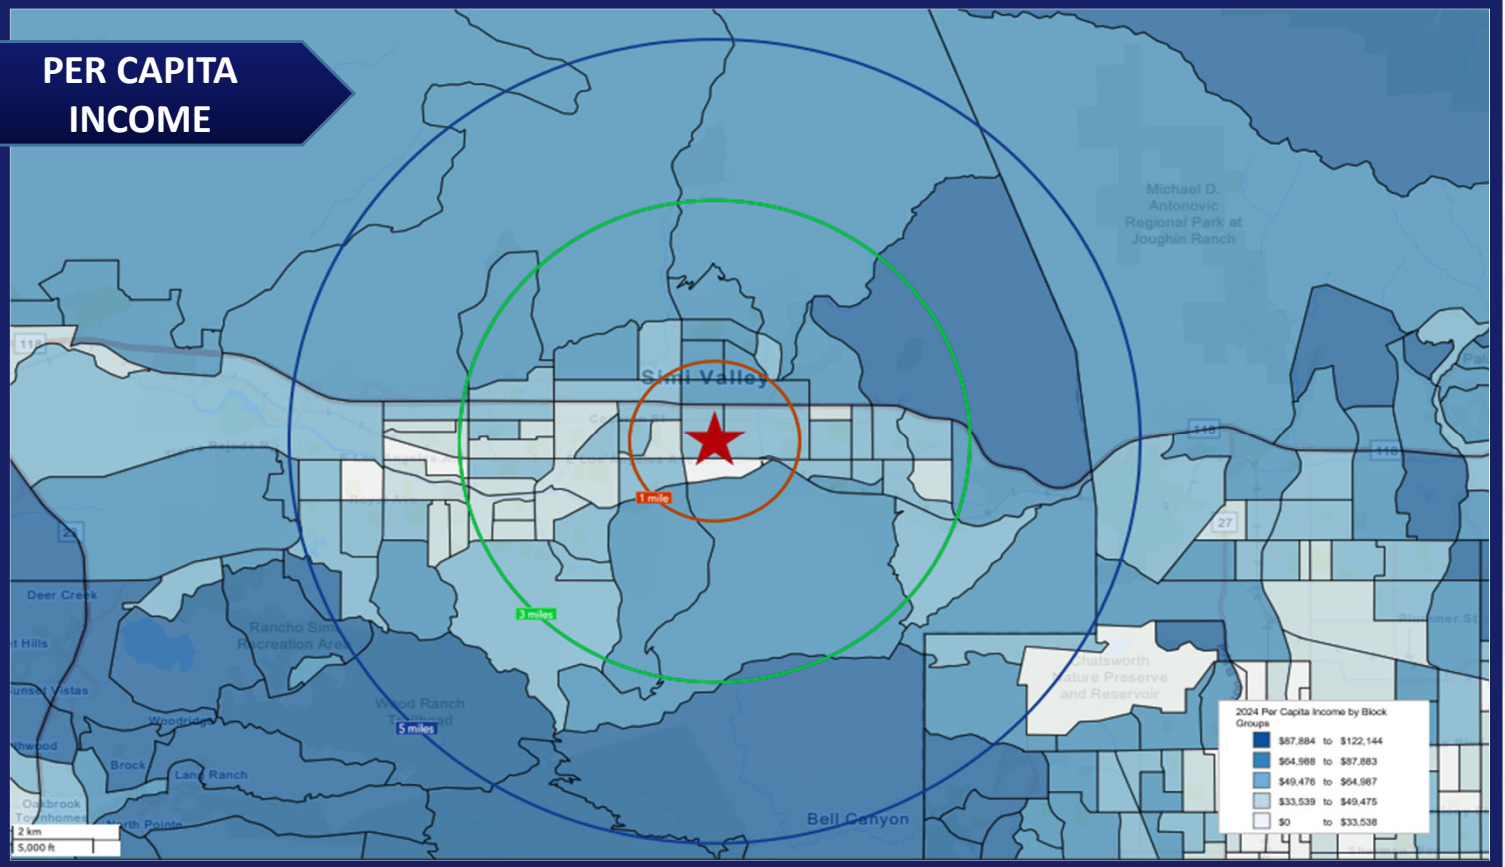 PER CAPITA
INCOME
Michael D.
Antonovic
Regional Park at
Joughin Ranch
118
Simi Valley
1 mile
23
118
118
27
Deer Creek
3 miles
Rancho Simi
Recreation Area
t Hills
Chatsworth
Nature Preserve
and Reservoir
Sunset Vistas
Wood Ranch
Trailhead
Woodridge
5 miles
2024 Per Capita Income by Block
Groups
$87,884 to $122,144
$64,988 to $87,883
$49,476 to $64,987
$33,539 to $49,475
$0 to $33,538
Brock
Lang Ranch
Oakbrook
Townhomes
North Pointe
Bell Canyon
2 km
5,000 ft